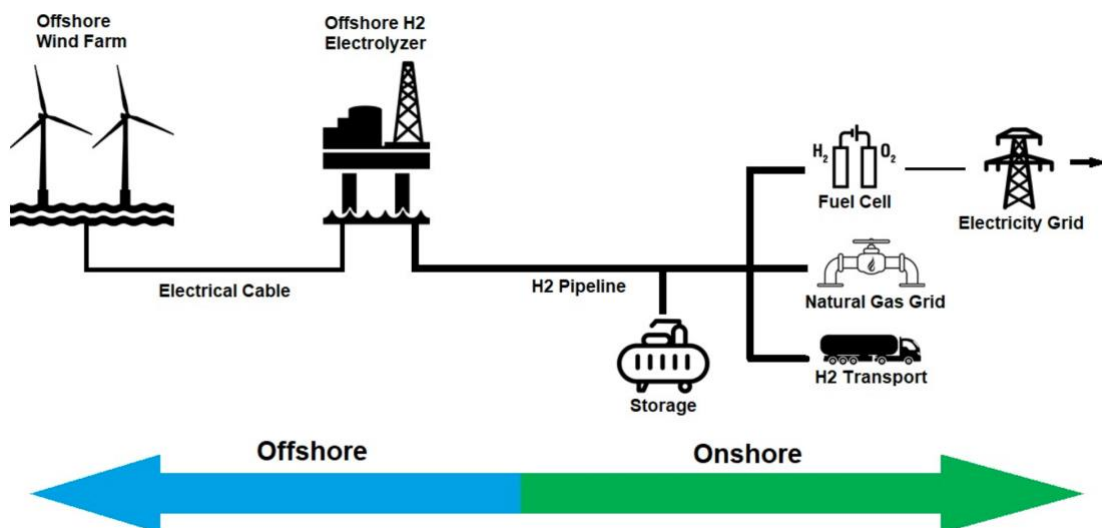 Offshore
Wind Farm
Offshore H2
Electrolyzer
Electrical Cable
H2 Pipeline
Storage
H₂
O₂
Fuel Cell
Electricity Grid
Natural Gas Grid
H2 Transport
Offshore
Onshore